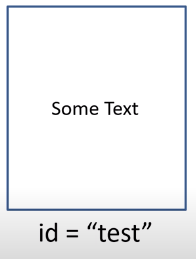 Some Text
id = “test”